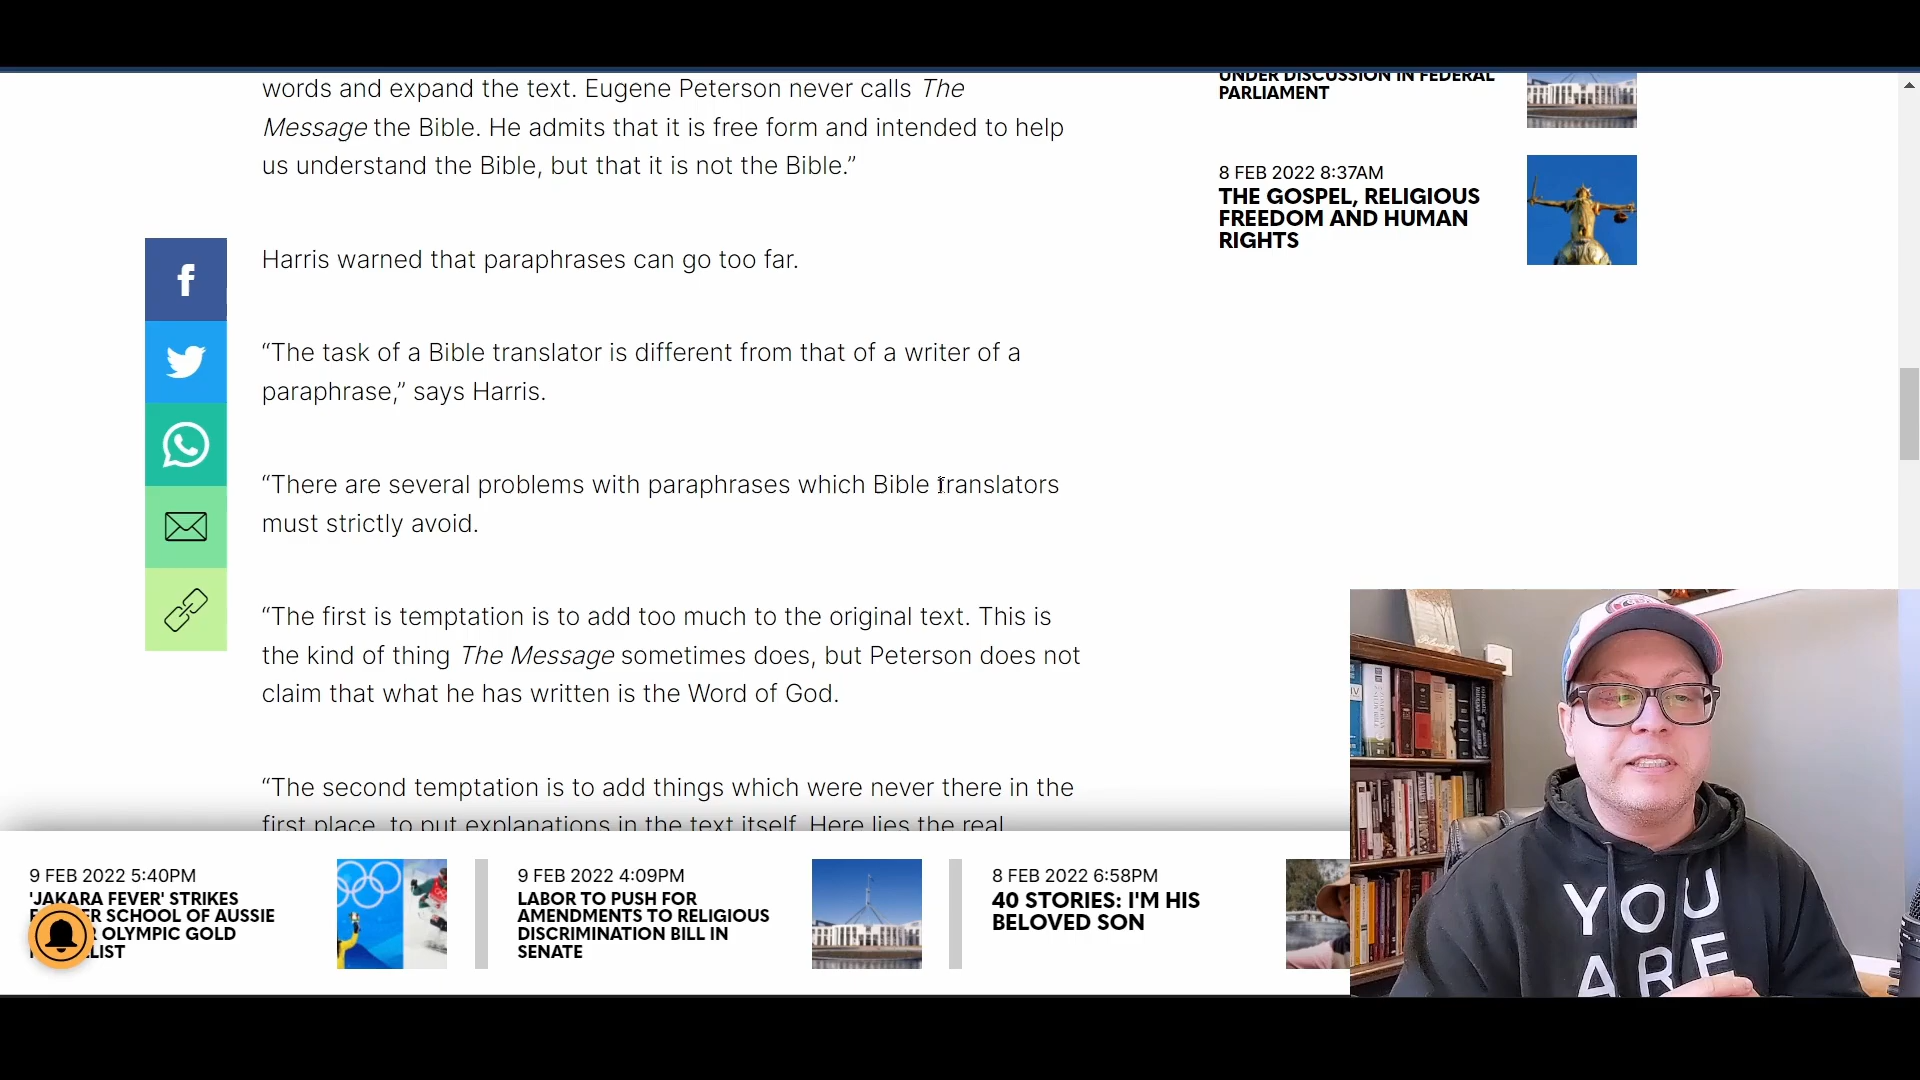 words and expand the text. Eugene Peterson never calls The
Message the Bible. He admits that it is free form and intended to help
us understand the Bible, but that it is not the Bible.”
Harris warned that paraphrases can go too far.
“The task of a Bible translator is different from that of a writer of a
paraphrase,” says Harris.
“There are several problems with paraphrases which Bible translators
must strictly avoid.
“The first is temptation is to add too much to the original text. This is
the kind of thing The Message sometimes does, but Peterson does not
claim that what he has written is the Word of God.
“The second temptation is to add things which were never there in the
first place, to put explanations in the text itself. Here lies the real
UNDER DISCUSSION IN FEDERAL
PARLIAMENT
8 FEB 2022 8:37AM
THE GOSPEL, RELIGIOUS
FREEDOM AND HUMAN
RIGHTS
9 FEB 2022 5:40PM
'JAKARA FEVER' STRIKES
SCHOOL OF AUSSIE
OLYMPIC GOLD
9 FEB 2022 4:09PM
LABOR TO PUSH FOR
AMENDMENTS TO RELIGIOUS
DISCRIMINATION BILL IN
SENATE
8 FEB 2022 6:58PM
40 STORIES: I'M HIS
BELOVED SON
YOU
ARE